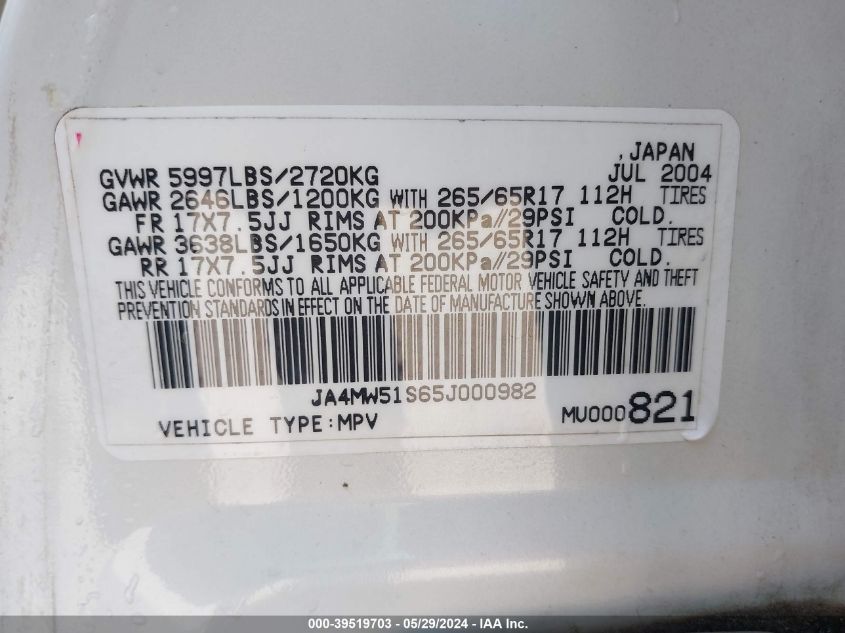 ,JAPAN
GVWR 5997LBS/2720KG JUL 2004
GAWR 2646LBS/1200KG WITH 265/65R17 112H TIRES
FR 17X7.5JJ RIMS AT 200KPa//29PSI COLD.
GAWR 3638LBS/1650KG WITH 265/65R17 112H TIRES
RR 17X7.5JJ RIMS AT 200KPa//29PSI COLD.
THIS VEHICLE CONFORMS TO ALL APPLICABLE FEDERAL MOTOR VEHICLE SAFETY AND THEFT
PREVENTION STANDARDS IN EFFECT ON THE DATE OF MANUFACTURE SHOWN ABOVE.
JA4MW51S65J000982
VEHICLE TYPE:MPV MU000821
000-39519703 - 05/29/2024 - IAA Inc.